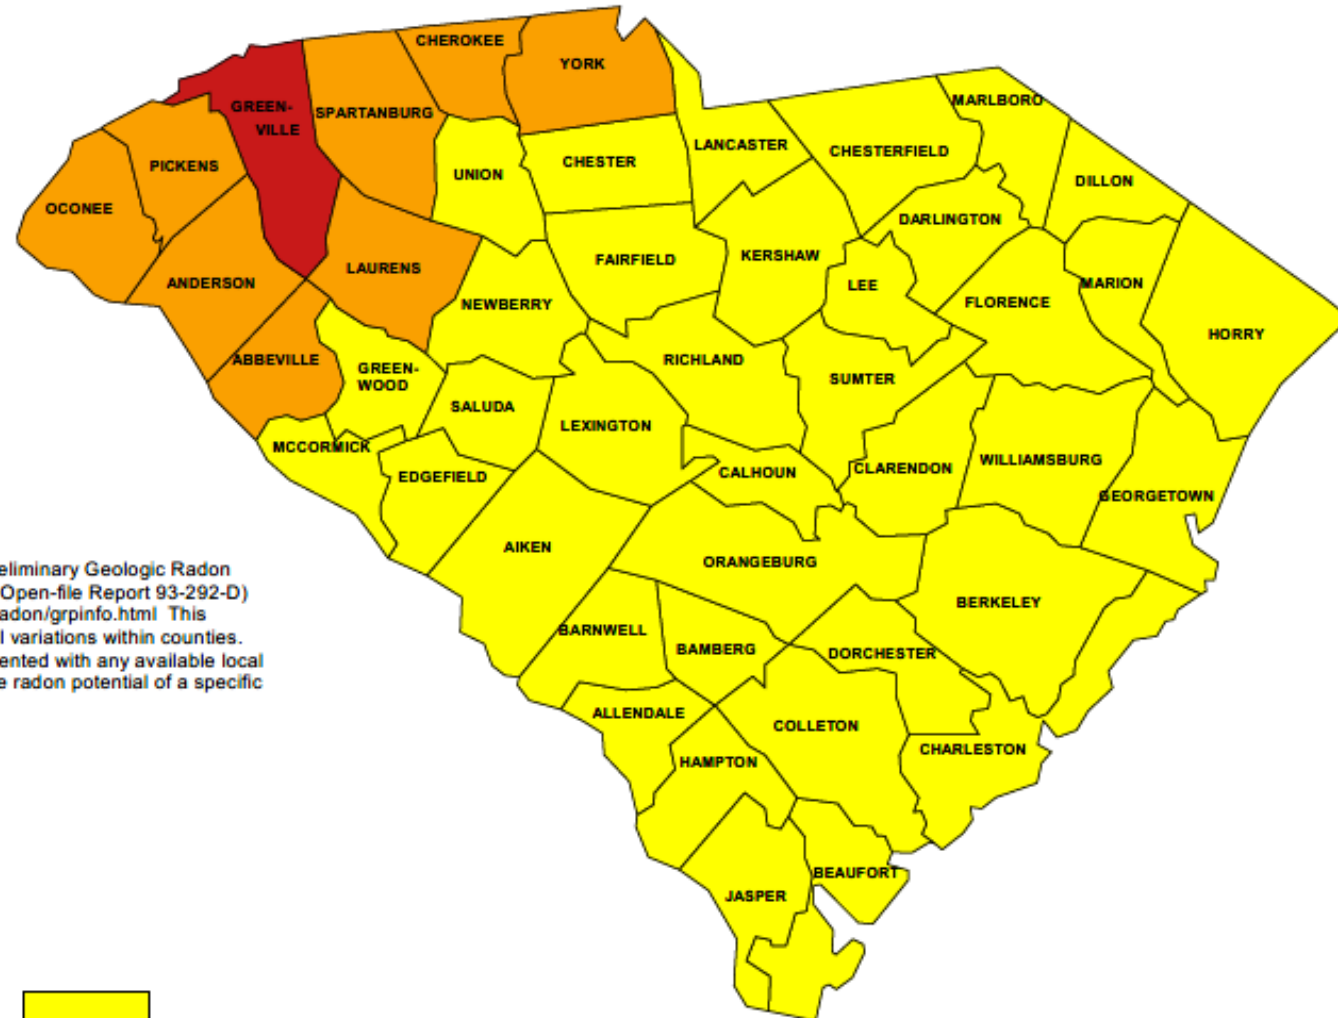 CHEROKEE
YORK
GREEN-
VILLE
SPARTANBURG
MARLBORO
PICKENS
UNION
CHESTER
LANCASTER
CHESTERFIELD
DILLON
OCONEE
DARLINGTON
ANDERSON
LAURENS
FAIRFIELD
KERSHAW
LEE
MARION
NEWBERRY
FLORENCE
HORRY
ABBEVILLE
GREEN-
WOOD
RICHLAND
SUMTER
SALUDA
LEXINGTON
MCCORMICK
EDGEFIELD
CALHOUN
CLARENDON
WILLIAMSBURG
GEORGETOWN
AIKEN
ORANGEBURG
eliminary Geologic Radon
Open-file Report 93-292-D)
adon/grpinfo.html This
l variations within counties.
ented with any available local
e radon potential of a specific
BERKELEY
BARNWELL
BAMBERG
DORCHESTER
ALLENDALE
COLLETON
CHARLESTON
HAMPTON
BEAUFORT
JASPER